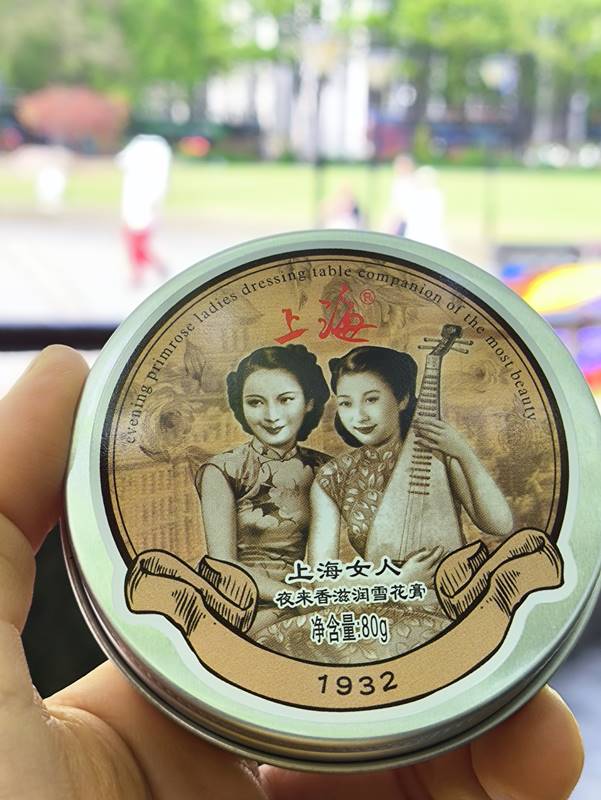 evening primrose ladies dressing table companion of the most beauty
上海®
上海女人
夜来香滋润雪花膏
净含量:80g
1932